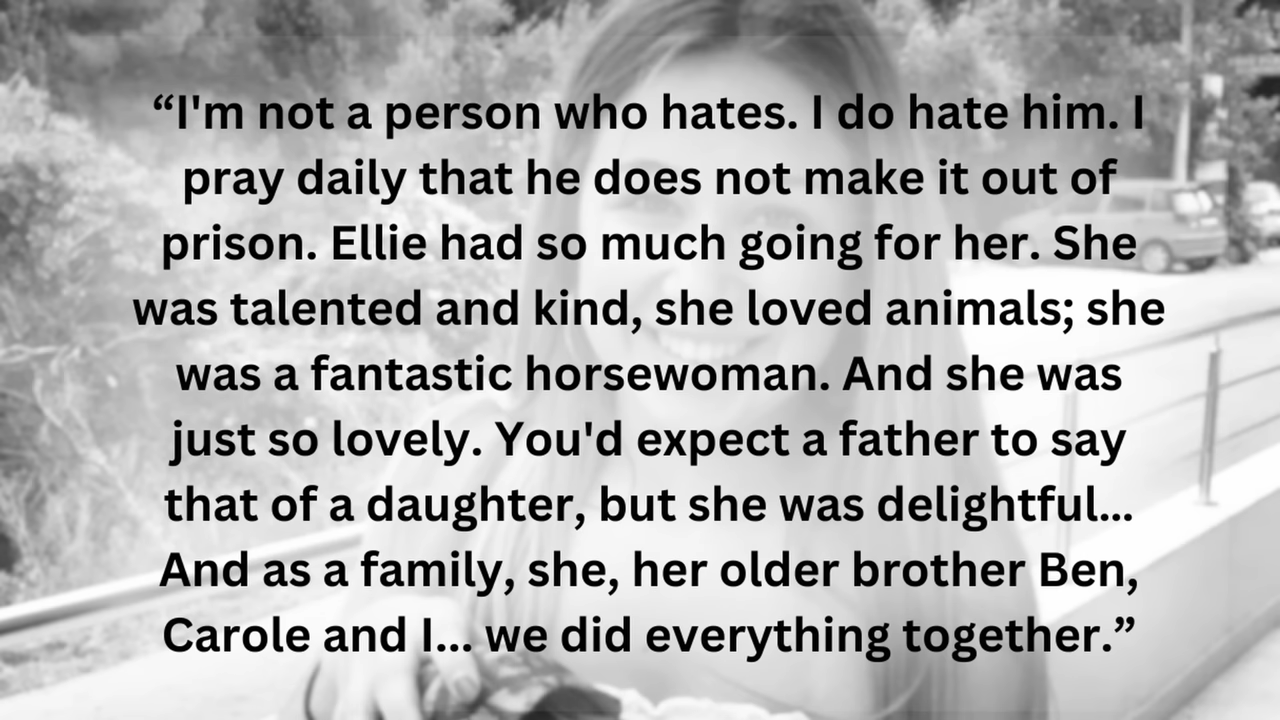 “I'm not a person who hates. I do hate him. I
pray daily that he does not make it out of
prison. Ellie had so much going for her. She
was talented and kind, she loved animals; she
was a fantastic horsewoman. And she was
just so lovely. You'd expect a father to say
that of a daughter, but she was delightful...
And as a family, she, her older brother Ben,
Carole and I... we did everything together.”